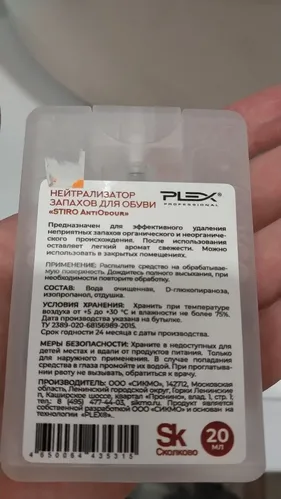 НЕЙТРАЛИЗАТОР
ЗАПАХОВ ДЛЯ ОБУВИ
«STIRO AntiOdour»
PLEX
PROFESSIONAL
Предназначен для эффективного удаления
неприятных запахов органического и неорганиче-
ского происхождения. После использования
оставляет легкий аромат свежести. Можно
использовать в закрытых помещениях.
ПРИМЕНЕНИЕ: Распылите средство на обрабатывае-
мую поверхность. Дождитесь полного высыхания, при
необходимости повторите обработку.
СОСТАВ: Вода очищенная, D-глюкопираноза,
изопропанол, отдушка.
УСЛОВИЯ ХРАНЕНИЯ: Хранить при температуре
воздуха от +5 до +30 °С и влажности не более 75%.
Дата производства указана на бутылке.
ТУ 2389-020-68156989-2015.
Срок годности 24 месяца с даты производства.
МЕРЫ БЕЗОПАСНОСТИ: Хранить в недоступных для
детей местах и вдали от продуктов питания. Только
для наружного применения. В случае попадания
средства в глаза промойте их водой. При проглатыва-
нии рвоту не вызывать, обратиться к врачу.
ПРОИЗВОДИТЕЛЬ: ООО «СИКМО», 142712, Московская
область, Ленинский городской округ, Горки Ленинские
п, Каширское шоссе, квартал «Пронино», влад. 1, стр. 1,
тел.: 8 (495) 477-44-03, sikmo.ru. Продукт является
собственной разработкой ООО «СИКМО» и основан на
технологии «PLEX®».
4650084435315
Sk
Сколково
20
МЛ